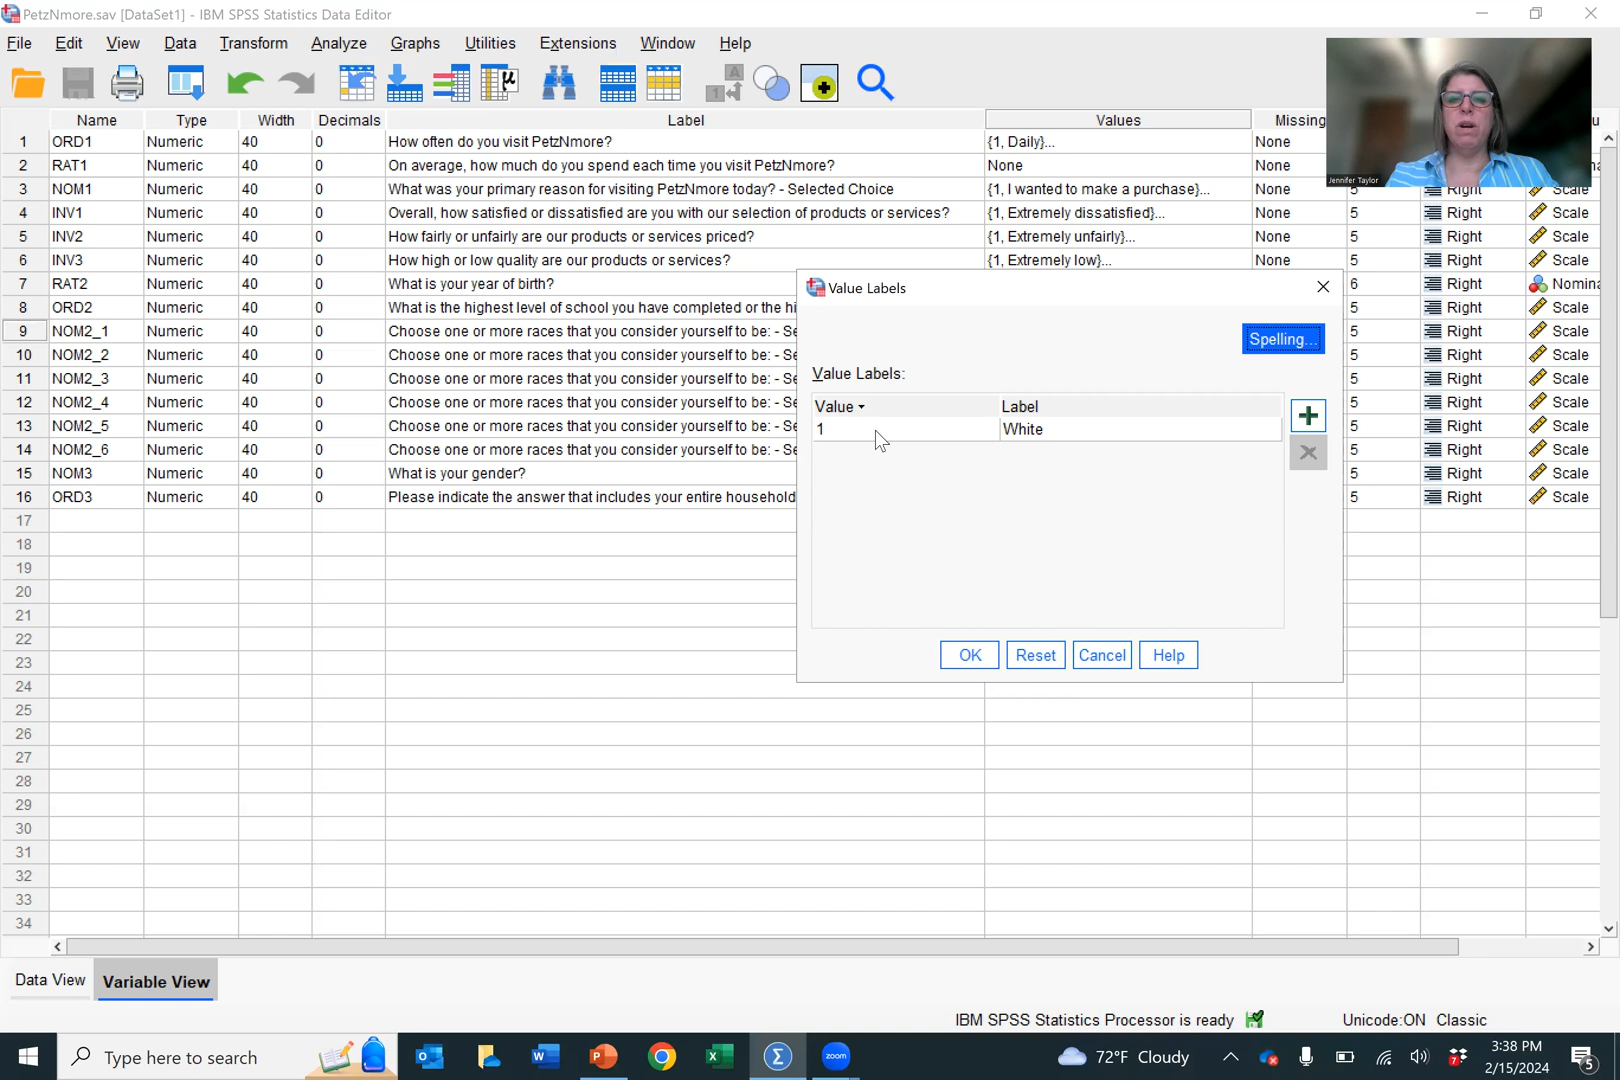 PetzNmore.sav [DataSet1] - IBM SPSS Statistics Data Editor
File Edit View Data Transform Analyze Graphs Utilities Extensions Window Help
Jennifer Taylor
Name Type Width Decimals Label Values Missing
1 ORD1 Numeric 40 0 How often do you visit PetzNmore? {1, Daily}... None
2 RAT1 Numeric 40 0 On average, how much do you spend each time you visit PetzNmore? None None
3 NOM1 Numeric 40 0 What was your primary reason for visiting PetzNmore today? - Selected Choice {1, I wanted to make a purchase}... None 5 Right Scale
4 INV1 Numeric 40 0 Overall, how satisfied or dissatisfied are you with our selection of products or services? {1, Extremely dissatisfied}... None 5 Right Scale
5 INV2 Numeric 40 0 How fairly or unfairly are our products or services priced? {1, Extremely unfairly}... None 5 Right Scale
6 INV3 Numeric 40 0 How high or low quality are our products or services? {1, Extremely low}... None 5 Right Scale
7 RAT2 Numeric 40 0 What is your year of birth? 6 Right Nomina
8 ORD2 Numeric 40 0 What is the highest level of school you have completed or the hi 5 Right Scale
9 NOM2_1 Numeric 40 0 Choose one or more races that you consider yourself to be: - Se 5 Right Scale
10 NOM2_2 Numeric 40 0 Choose one or more races that you consider yourself to be: - Se 5 Right Scale
11 NOM2_3 Numeric 40 0 Choose one or more races that you consider yourself to be: - Se 5 Right Scale
12 NOM2_4 Numeric 40 0 Choose one or more races that you consider yourself to be: - Se 5 Right Scale
13 NOM2_5 Numeric 40 0 Choose one or more races that you consider yourself to be: - Se 5 Right Scale
14 NOM2_6 Numeric 40 0 Choose one or more races that you consider yourself to be: - Se 5 Right Scale
15 NOM3 Numeric 40 0 What is your gender? 5 Right Scale
16 ORD3 Numeric 40 0 Please indicate the answer that includes your entire household 5 Right Scale
17
18
19
20
21
22
23
24
25
26
27
28
29
30
31
32
33
34
Value Labels
Spelling...
Value Labels:
Value Label
1 White
OK Reset Cancel Help
Data View Variable View
IBM SPSS Statistics Processor is ready Unicode:ON Classic
Type here to search
zoom
72°F Cloudy
3:38 PM
2/15/2024
5